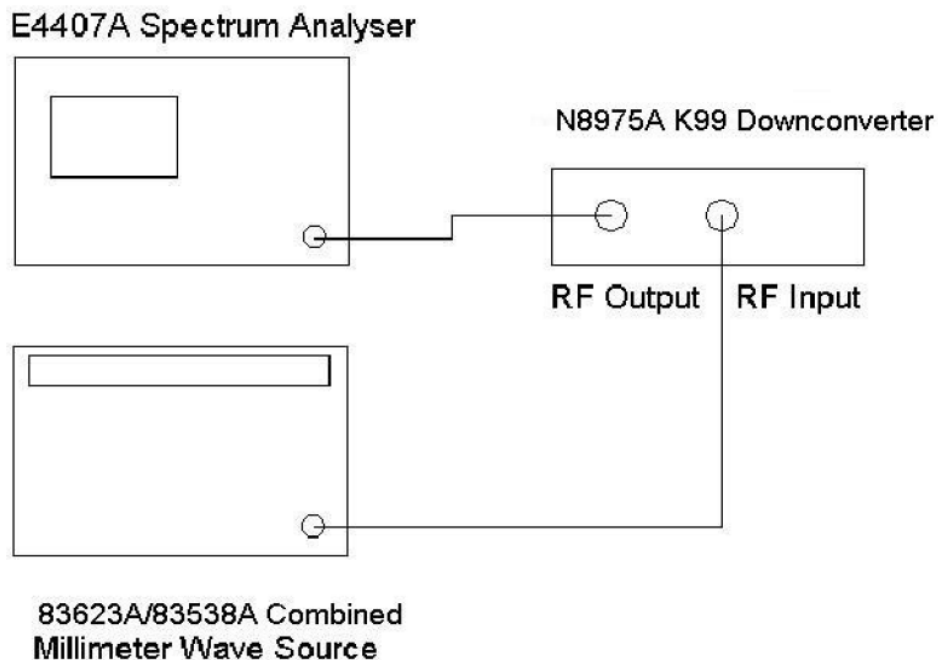 E4407A Spectrum Analyser
N8975A K99 Downconverter
RF Output
RF Input
83623A/83538A Combined
Millimeter Wave Source